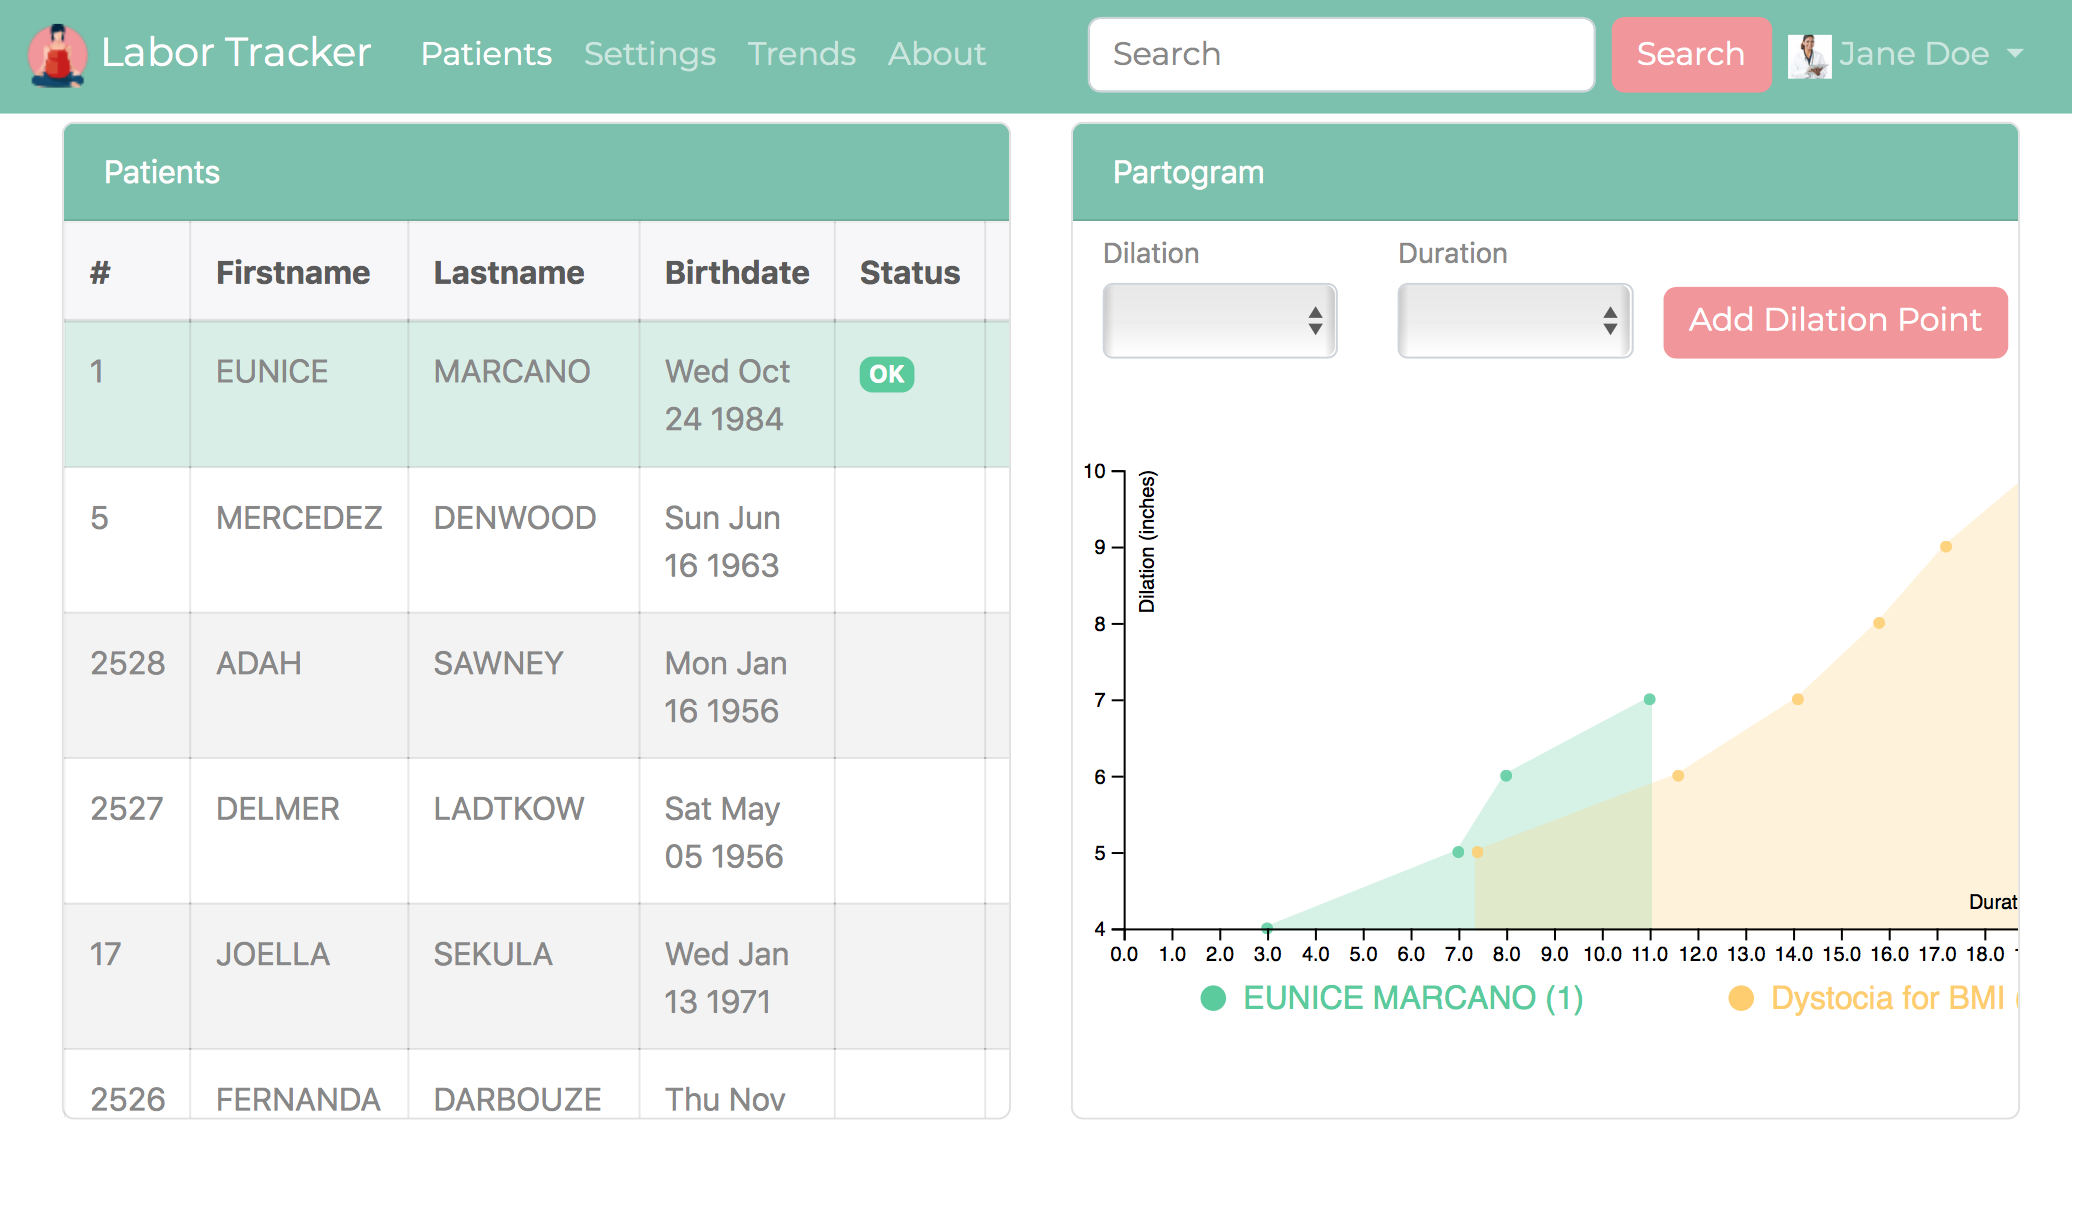 Labor Tracker Patients Settings Trends About Search Search Jane Doe
Patients
# Firstname Lastname Birthdate Status
1 EUNICE MARCANO Wed Oct 24 1984 OK
5 MERCEDEZ DENWOOD Sun Jun 16 1963
2528 ADAH SAWNEY Mon Jan 16 1956
2527 DELMER LADTKOW Sat May 05 1956
17 JOELLA SEKULA Wed Jan 13 1971
2526 FERNANDA DARBOUZE Thu Nov
Partogram
Dilation Duration
Add Dilation Point
10
9
8
7
6
5
4
Dilation (inches)
Durat
0.0 1.0 2.0 3.0 4.0 5.0 6.0 7.0 8.0 9.0 10.0 11.0 12.0 13.0 14.0 15.0 16.0 17.0 18.0
EUNICE MARCANO (1) Dystocia for BMI (